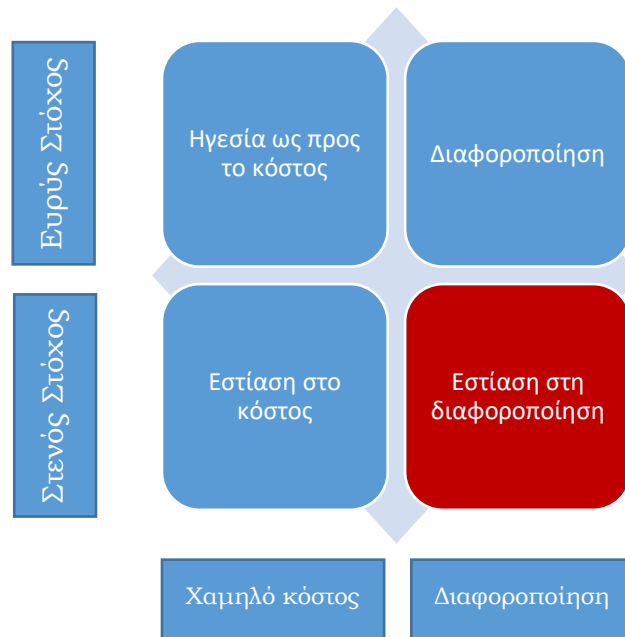 Ευρύς Στόχος
Ηγεσία ως προς
το κόστος
Διαφοροποίηση
Στενός Στόχος
Εστίαση στο
κόστος
Εστίαση στη
διαφοροποίηση
Χαμηλό κόστος
Διαφοροποίηση